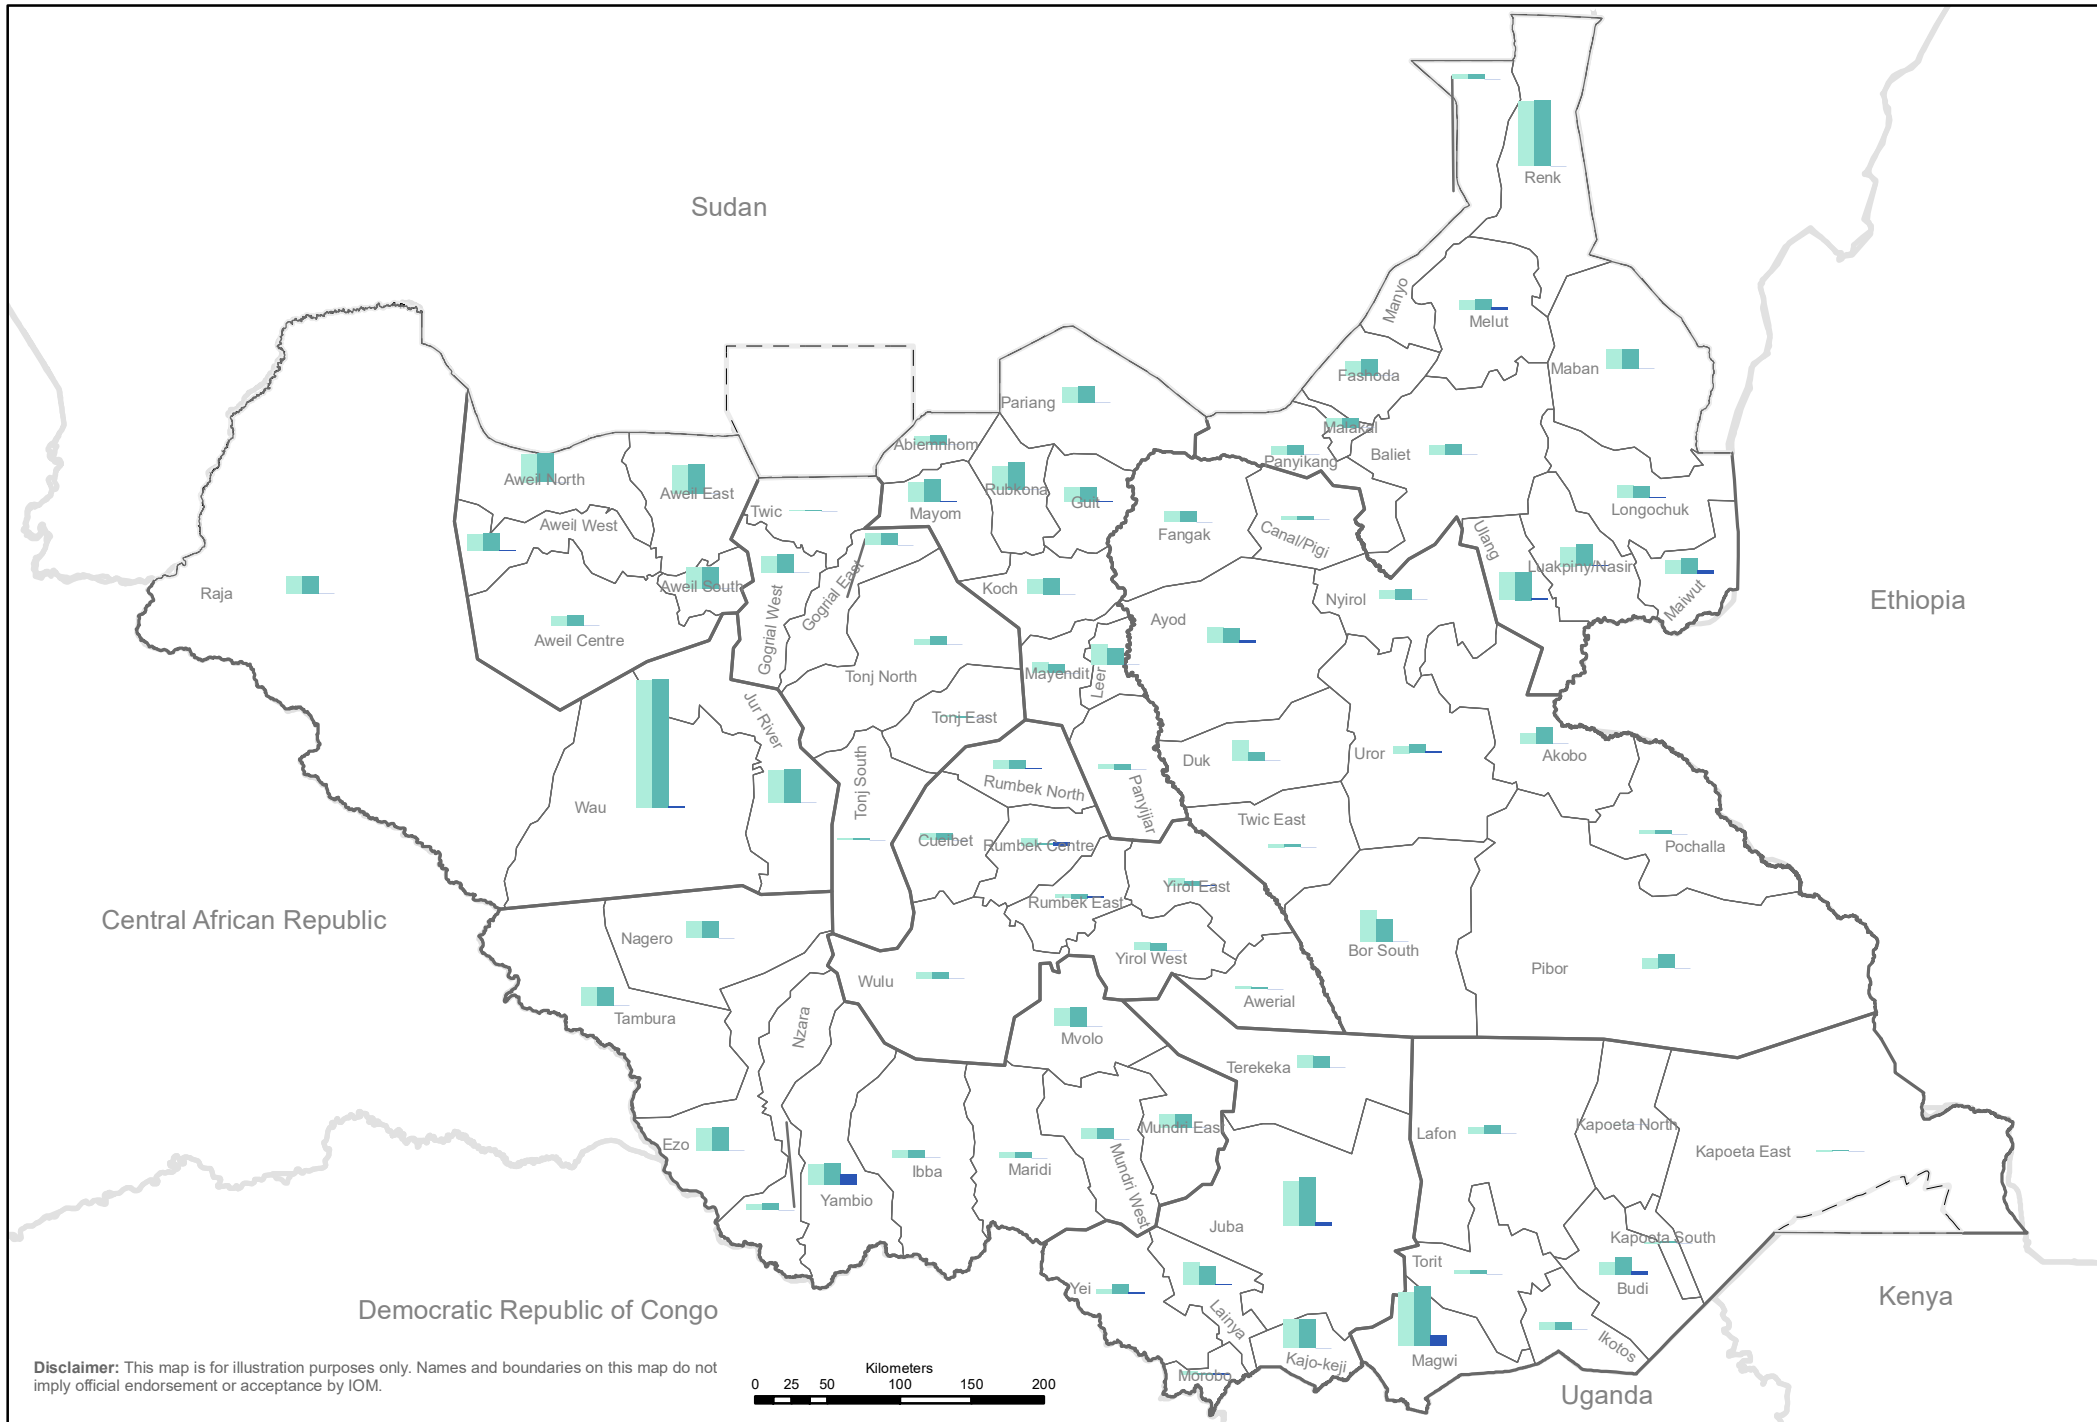 Sudan
Renk
Manyo
Melut
Fashoda
Maban
Pariang
Malakal
Abiemnhom
Panyikang
Baliet
Aweil North
Aweil East
Rubkona
Guit
Twic
Mayom
Longochuk
Aweil West
Fangak
Canal/Pigi
Ulang
Luakpiny/Nasir
Raja
Aweil South
Gogrial West
Gogrial East
Koch
Nyirol
Maiwut
Ethiopia
Aweil Centre
Ayod
Tonj North
Mayendit
Leer
Jur River
Tonj East
Duk
Uror
Akobo
Wau
Tonj South
Rumbek North
Panyijiar
Twic East
Cueibet
Rumbek Centre
Pochalla
Yirol East
Rumbek East
Central African Republic
Nagero
Yirol West
Bor South
Pibor
Wulu
Awerial
Tambura
Nzara
Mvolo
Terekeka
Mundri East
Lafon
Kapoeta North
Kapoeta East
Ezo
Ibba
Maridi
Mundri West
Yambio
Juba
Kapoeta South
Torit
Yei
Budi
Democratic Republic of Congo
Lainya
Kenya
Ikotos
Magwi
Kajo-keji
Morobo
Uganda
Disclaimer: This map is for illustration purposes only. Names and boundaries on this map do not
imply official endorsement or acceptance by IOM.
Kilometers
0 25 50 100 150 200